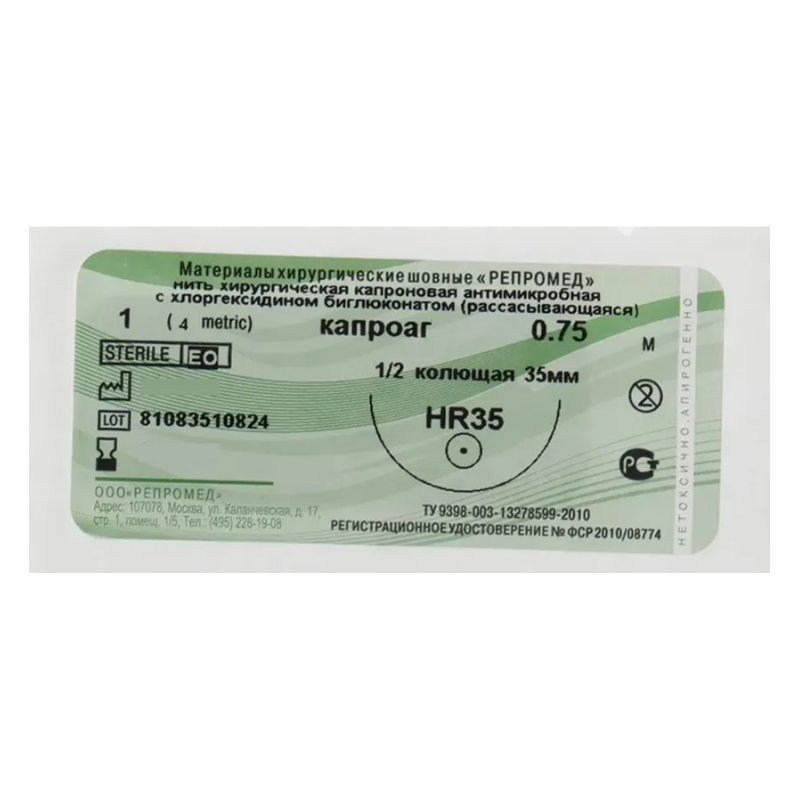 Материалы хирургические шовные «РЕПРОМЕД»
нить хирургическая капроновая антимикробная
с хлоргексидином биглюконатом (рассасывающаяся)
1 (4 metric) капроаг 0.75 м
STERILE EO
1/2 колющая 35мм
2
LOT 81083510824
HR35
РСТ
ООО«РЕПРОМЕД»
Адрес: 107078, Москва, ул. Каланчевская, д. 17,
стр. 1, помещ. 1/5, Тел.: (495) 228-19-08
ТУ 9398-003-13278599-2010
РЕГИСТРАЦИОННОЕ УДОСТОВЕРЕНИЕ № ФСР 2010/08774
НЕТОКСИЧНО. АПИРОГЕННО